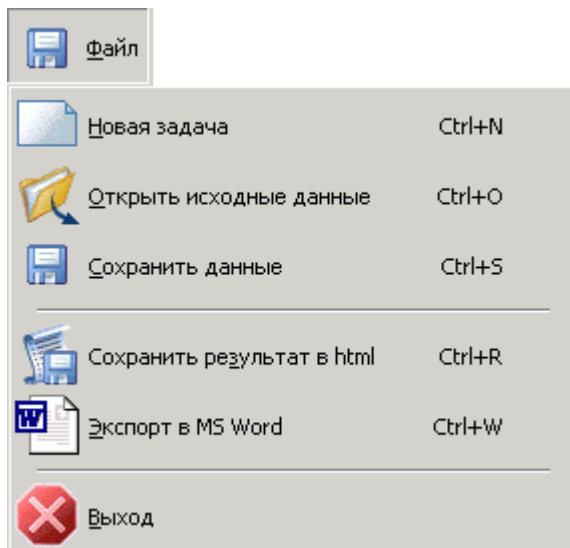 Файл
Новая задача Ctrl+N
Открыть исходные данные Ctrl+O
Сохранить данные Ctrl+S
Сохранить результат в html Ctrl+R
W Экспорт в MS Word Ctrl+W
Выход